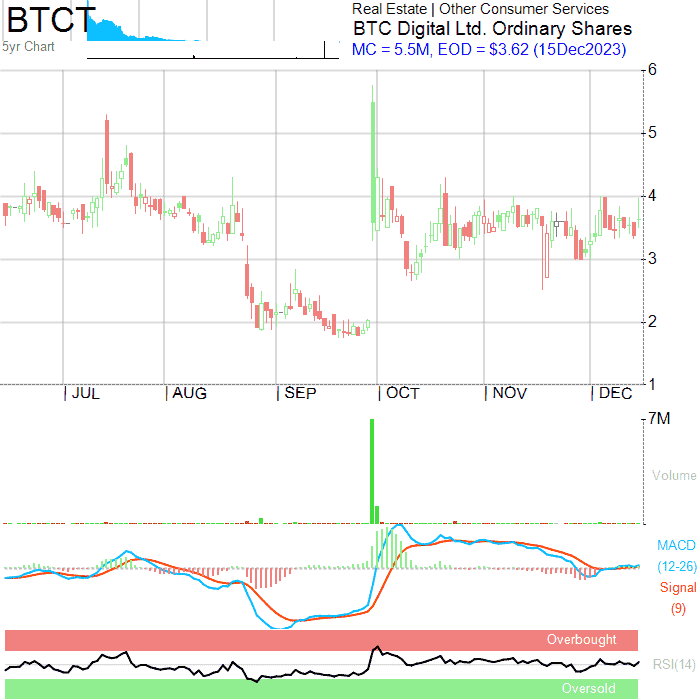 BTCT
5yr Chart
Real Estate | Other Consumer Services
BTC Digital Ltd. Ordinary Shares
MC = 5.5M, EOD = $3.62 (15Dec2023)
6
5
4
3
2
1
JUL AUG SEP OCT NOV DEC
7M
Volume
MACD
(12-26)
Signal
(9)
Overbought
RSI(14)
Oversold